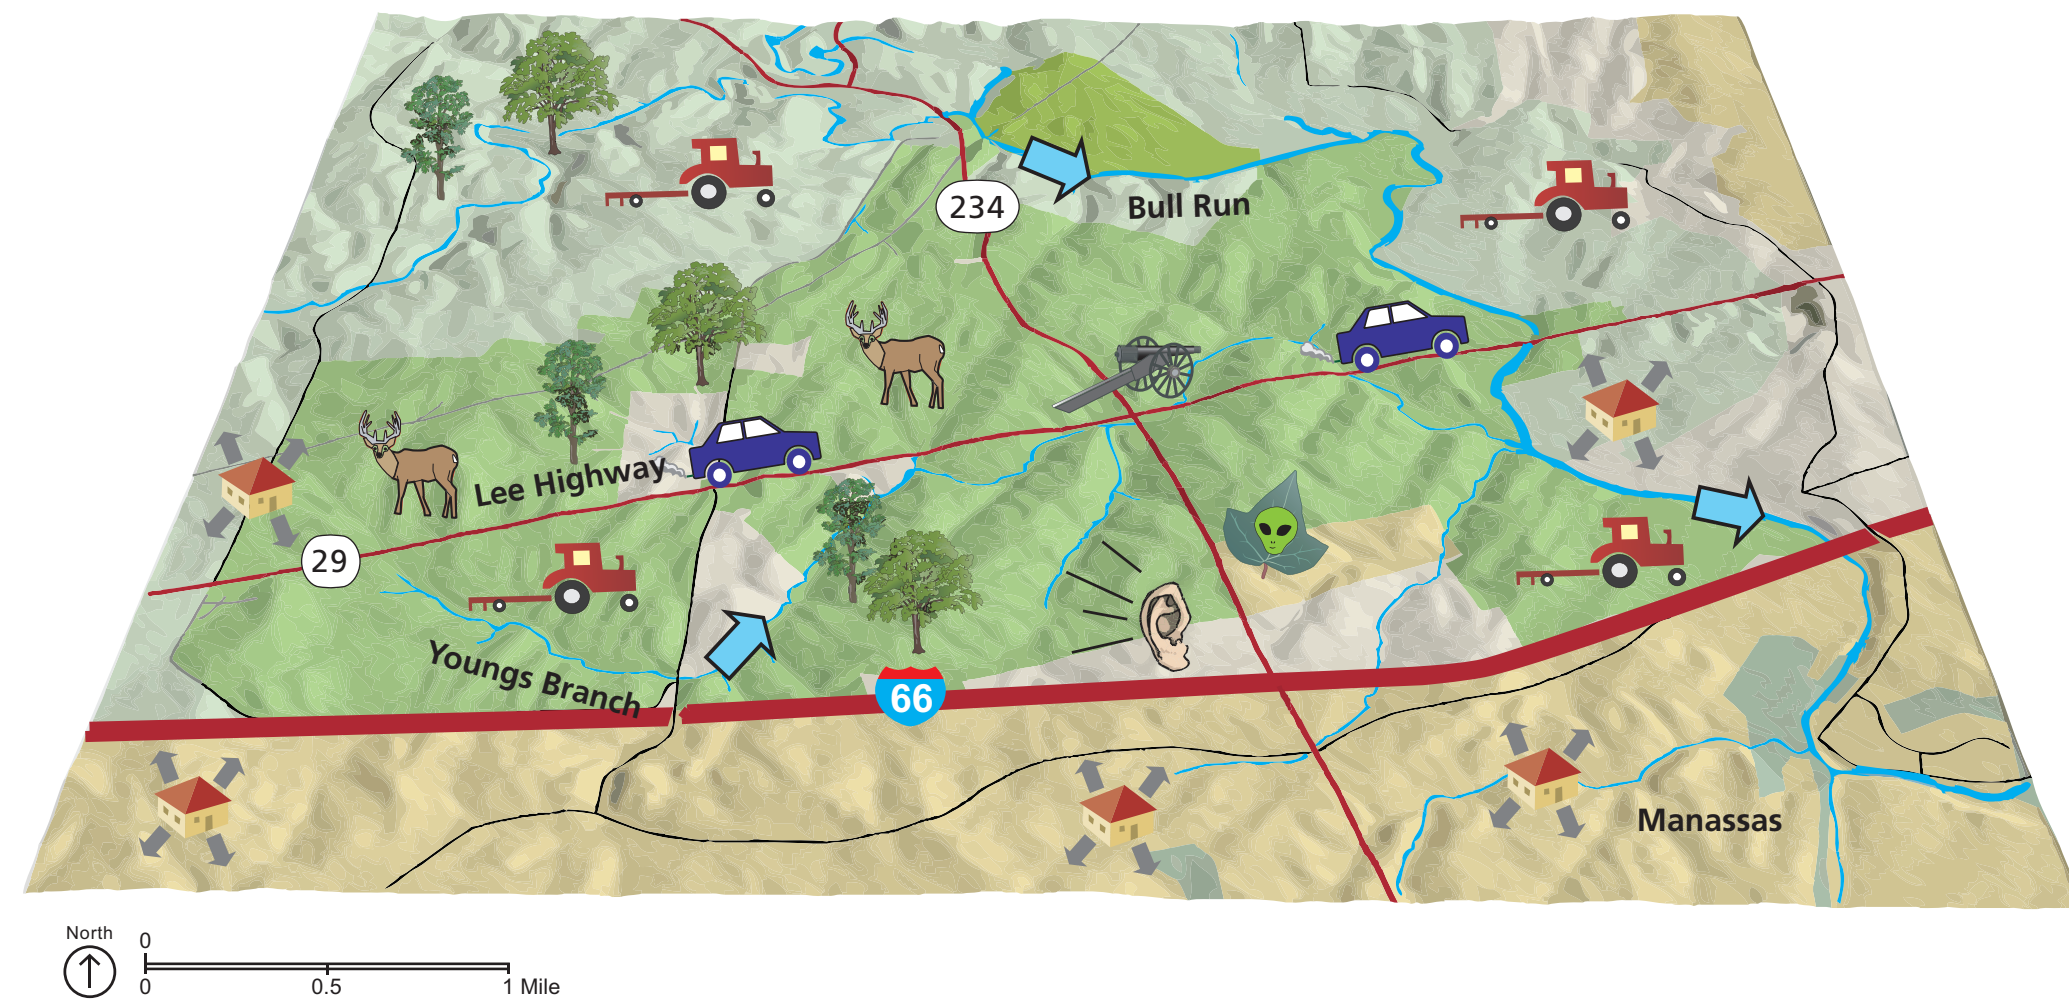 234
Bull Run
Lee Highway
29
Youngs Branch
66
Manassas
North
0
0 0.5 1 Mile